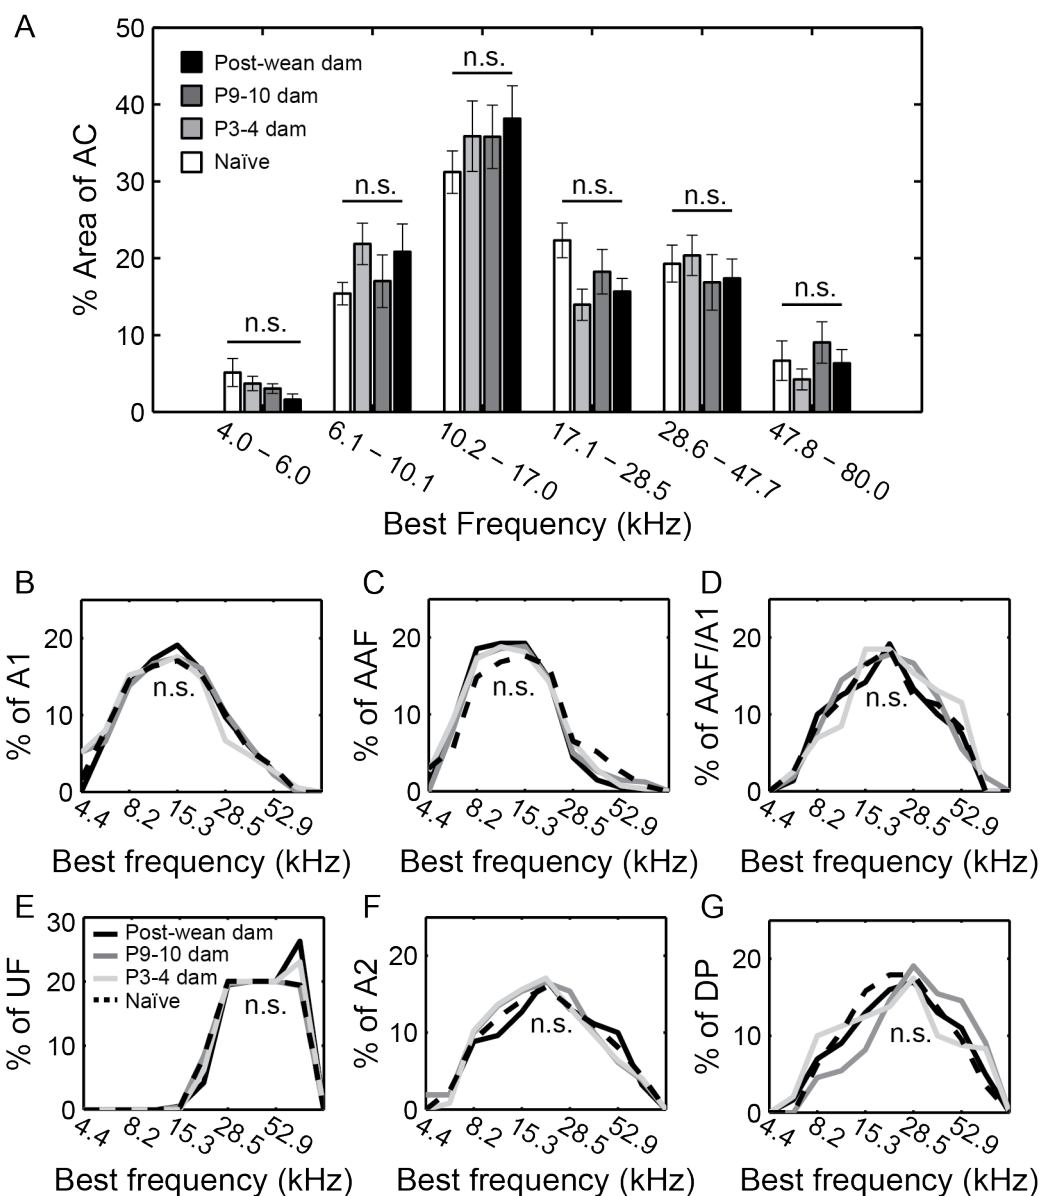 A
50
40
30
20
10
0
% Area of AC
Post-wean dam
P9-10 dam
P3-4 dam
Naïve
n.s.
n.s.
n.s.
n.s.
n.s.
n.s.
4.0 – 6.0
6.1 – 10.1
10.2 – 17.0
17.1 – 28.5
28.6 – 47.7
47.8 – 80.0
Best Frequency (kHz)
B
% of A1
20
10
0
n.s.
4.4
8.2
15.3
28.5
52.9
Best frequency (kHz)
C
% of AAF
20
10
0
n.s.
4.4
8.2
15.3
28.5
52.9
Best frequency (kHz)
D
% of AAF/A1
20
10
0
n.s.
4.4
8.2
15.3
28.5
52.9
Best frequency (kHz)
E
% of UF
30
20
10
0
Post-wean dam
P9-10 dam
P3-4 dam
Naïve
n.s.
4.4
8.2
15.3
28.5
52.9
Best frequency (kHz)
F
% of A2
20
10
0
n.s.
4.4
8.2
15.3
28.5
52.9
Best frequency (kHz)
G
% of DP
20
10
0
n.s.
4.4
8.2
15.3
28.5
52.9
Best frequency (kHz)